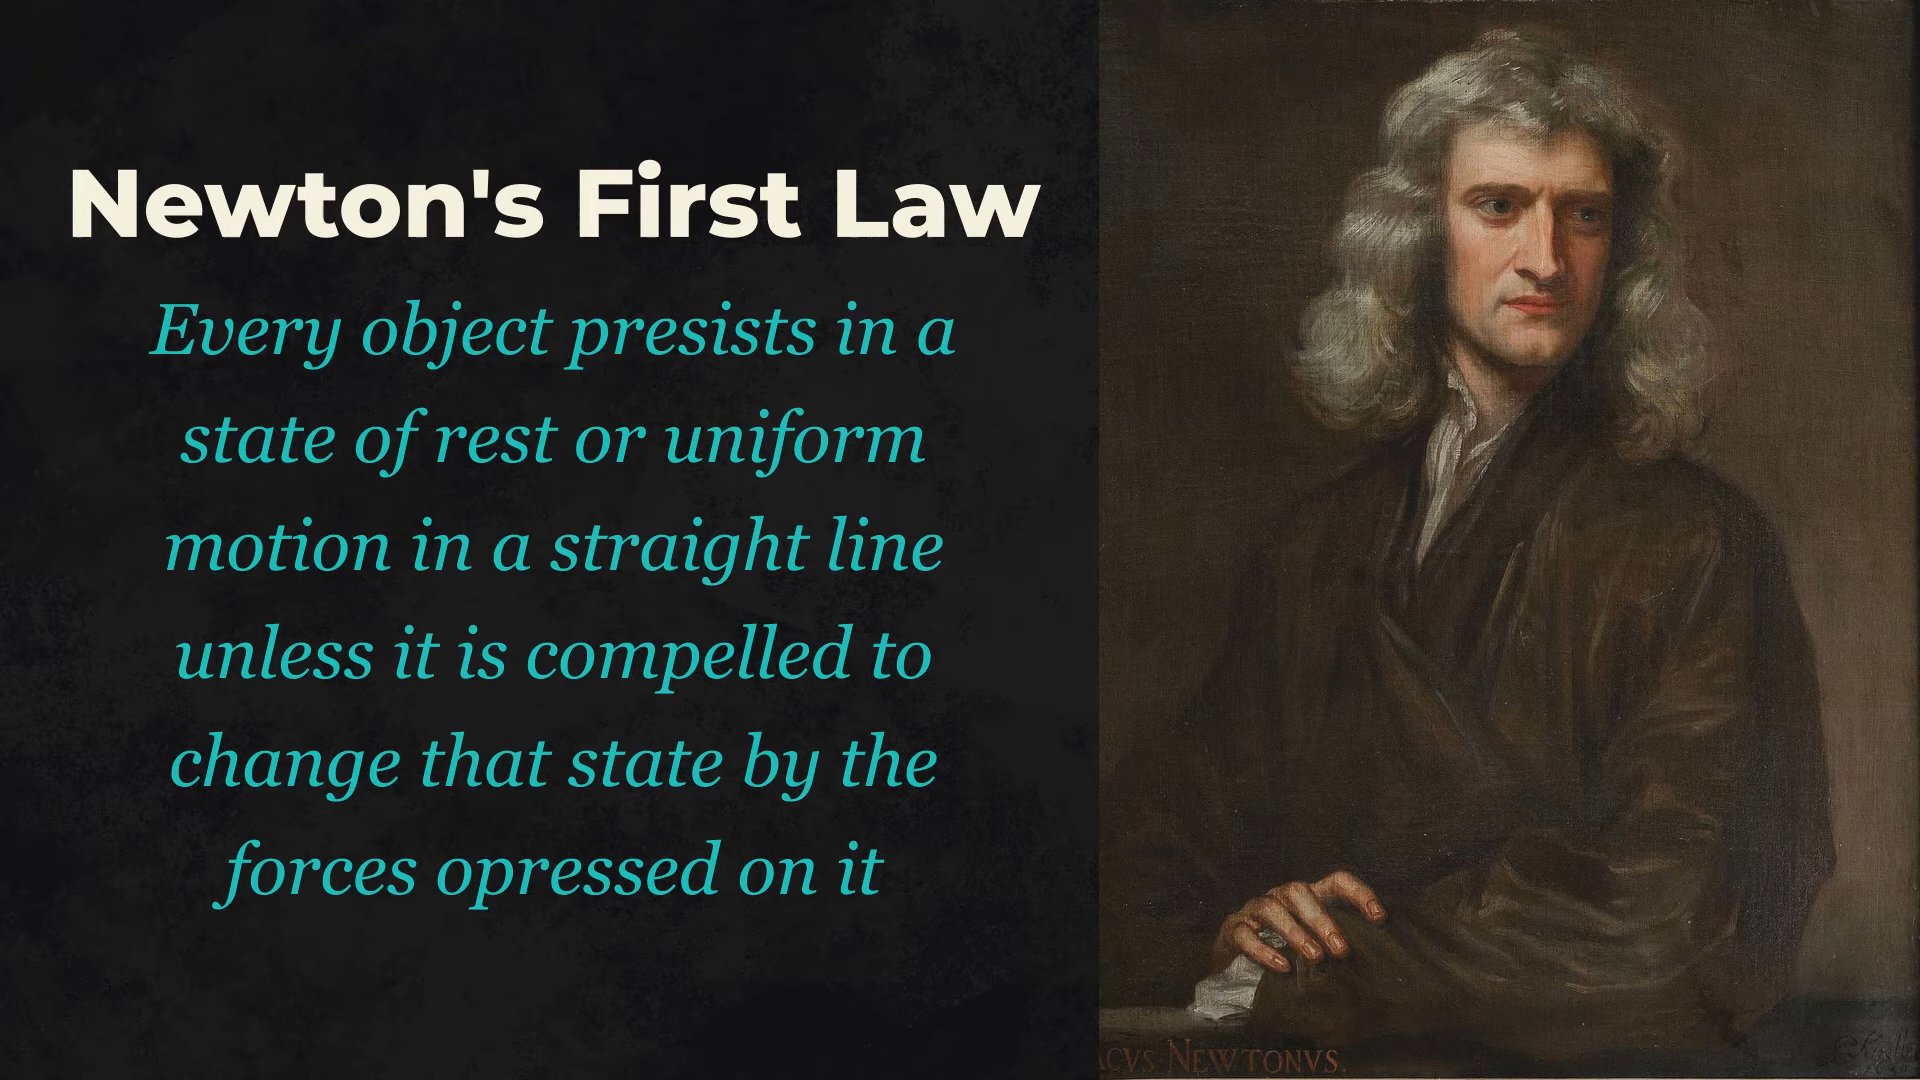 Newton's First Law
Every object presists in a
state of rest or uniform
motion in a straight line
unless it is compelled to
change that state by the
forces opressed on it
ACVS NEWTONVS.